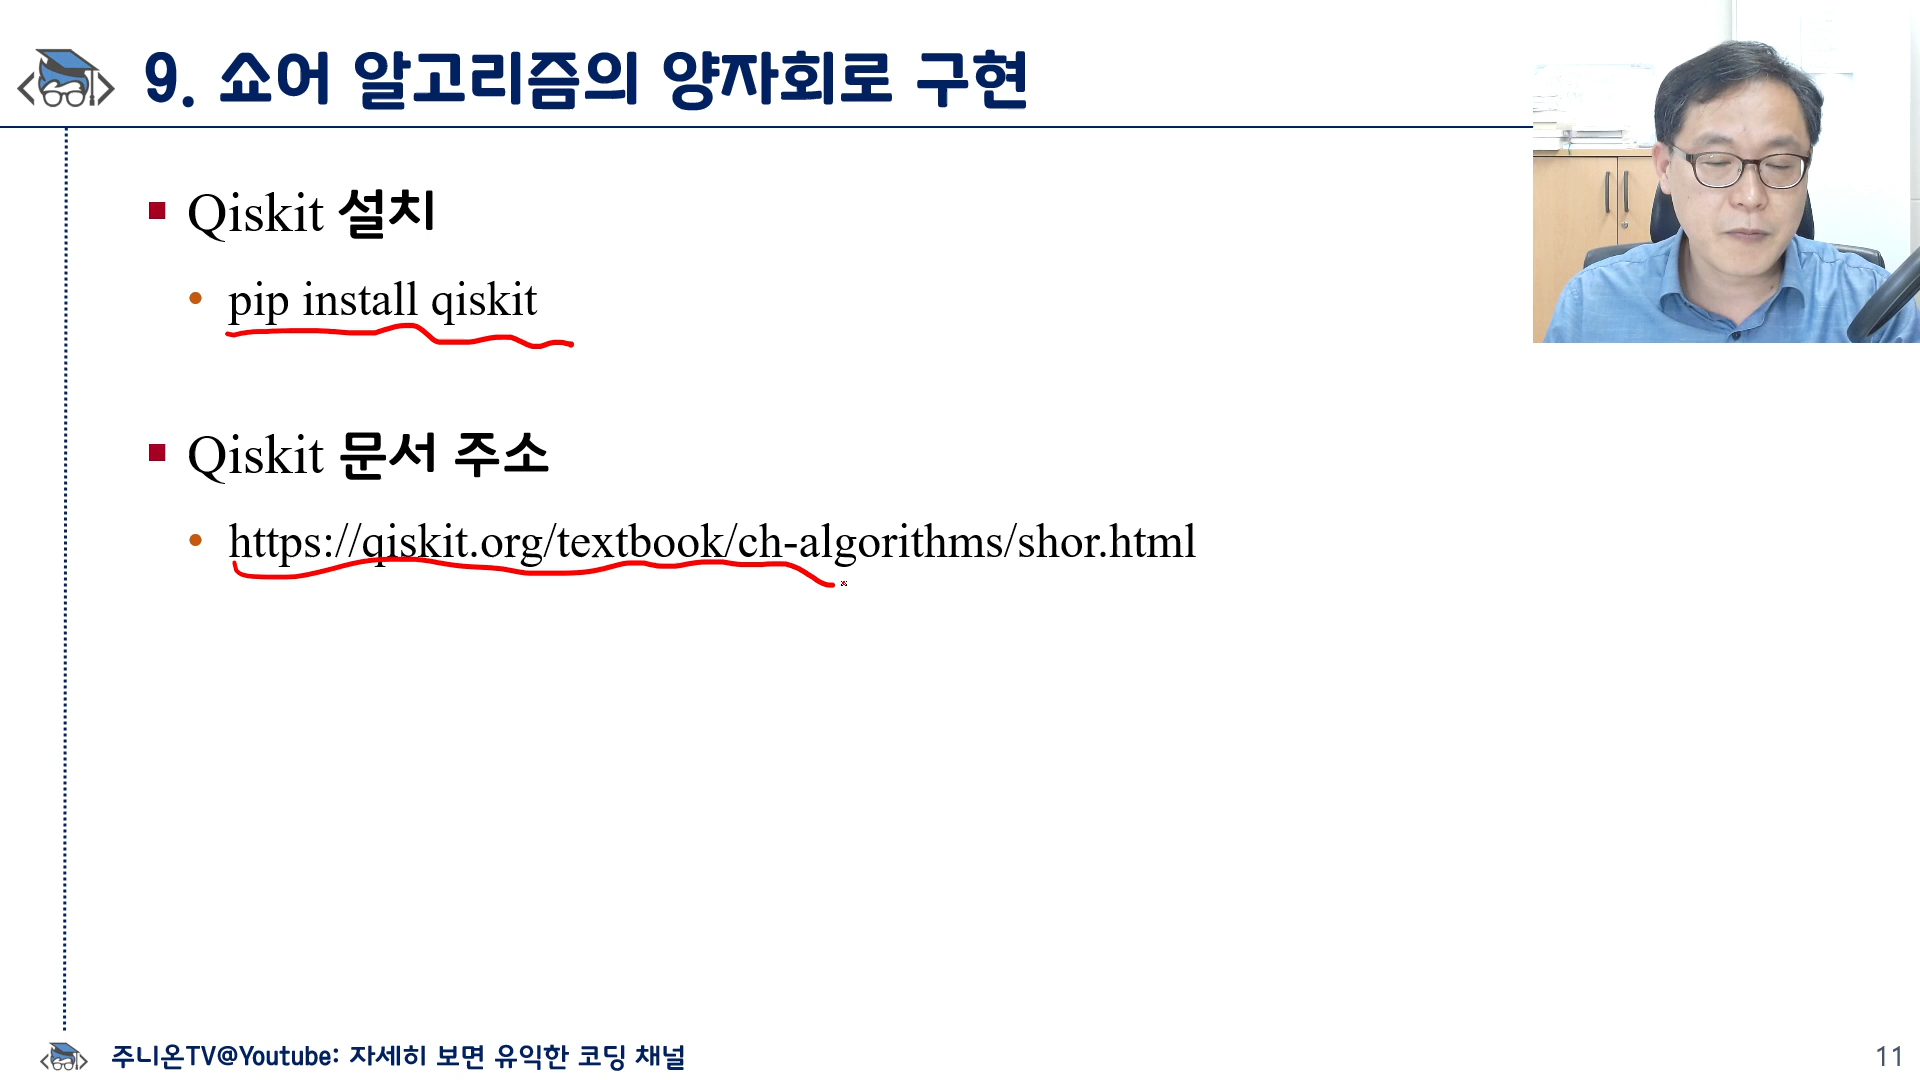 9. 쇼어 알고리즘의 양자회로 구현
Qiskit 설치
pip install qiskit
Qiskit 문서 주소
https://qiskit.org/textbook/ch-algorithms/shor.html
주니온TV@Youtube: 자세히 보면 유익한 코딩 채널
11